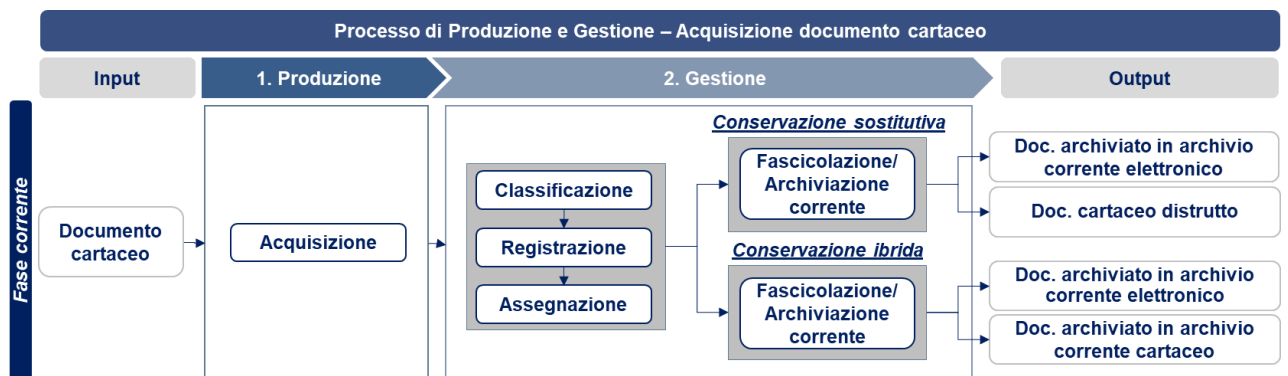 Processo di Produzione e Gestione – Acquisizione documento cartaceo
Input
1. Produzione
2. Gestione
Output
Fase corrente
Documento
cartaceo
Acquisizione
Classificazione
Registrazione
Assegnazione
Conservazione sostitutiva
Fascicolazione/
Archiviazione
corrente
Conservazione ibrida
Fascicolazione/
Archiviazione
corrente
Doc. archiviato in archivio
corrente elettronico
Doc. cartaceo distrutto
Doc. archiviato in archivio
corrente elettronico
Doc. archiviato in archivio
corrente cartaceo